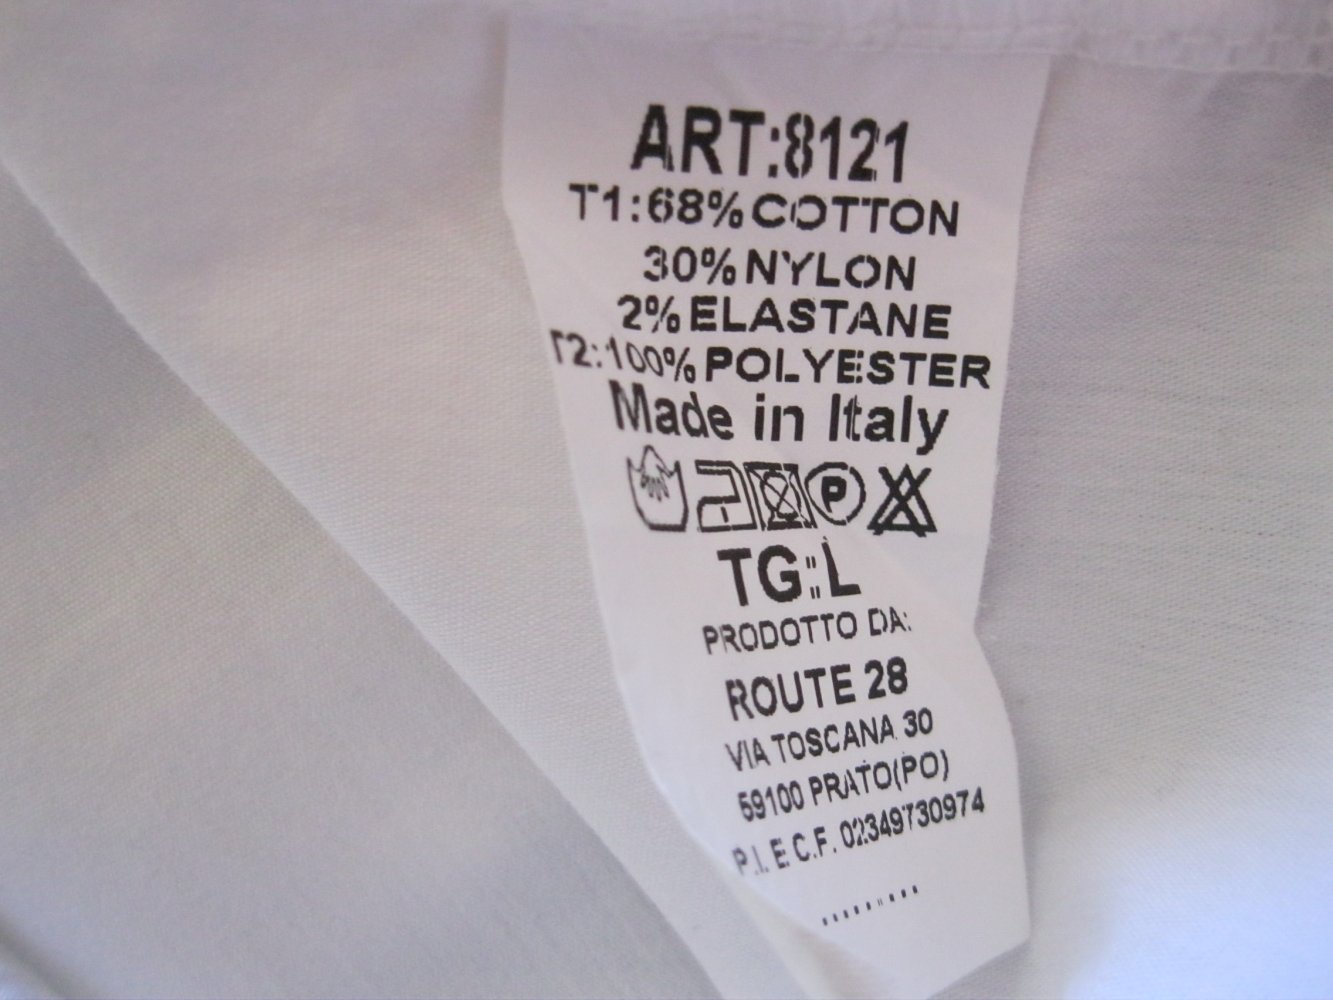 ART:8121
T1:68%COTTON
30%NYLON
2%ELASTANE
T2:100%POLYESTER
Made in Italy
P
TG:L
PRODOTTO DA:
ROUTE 28
VIA TOSCANA 30
59100 PRATO(PO)
P.I. E C.F. 02349730974
.........